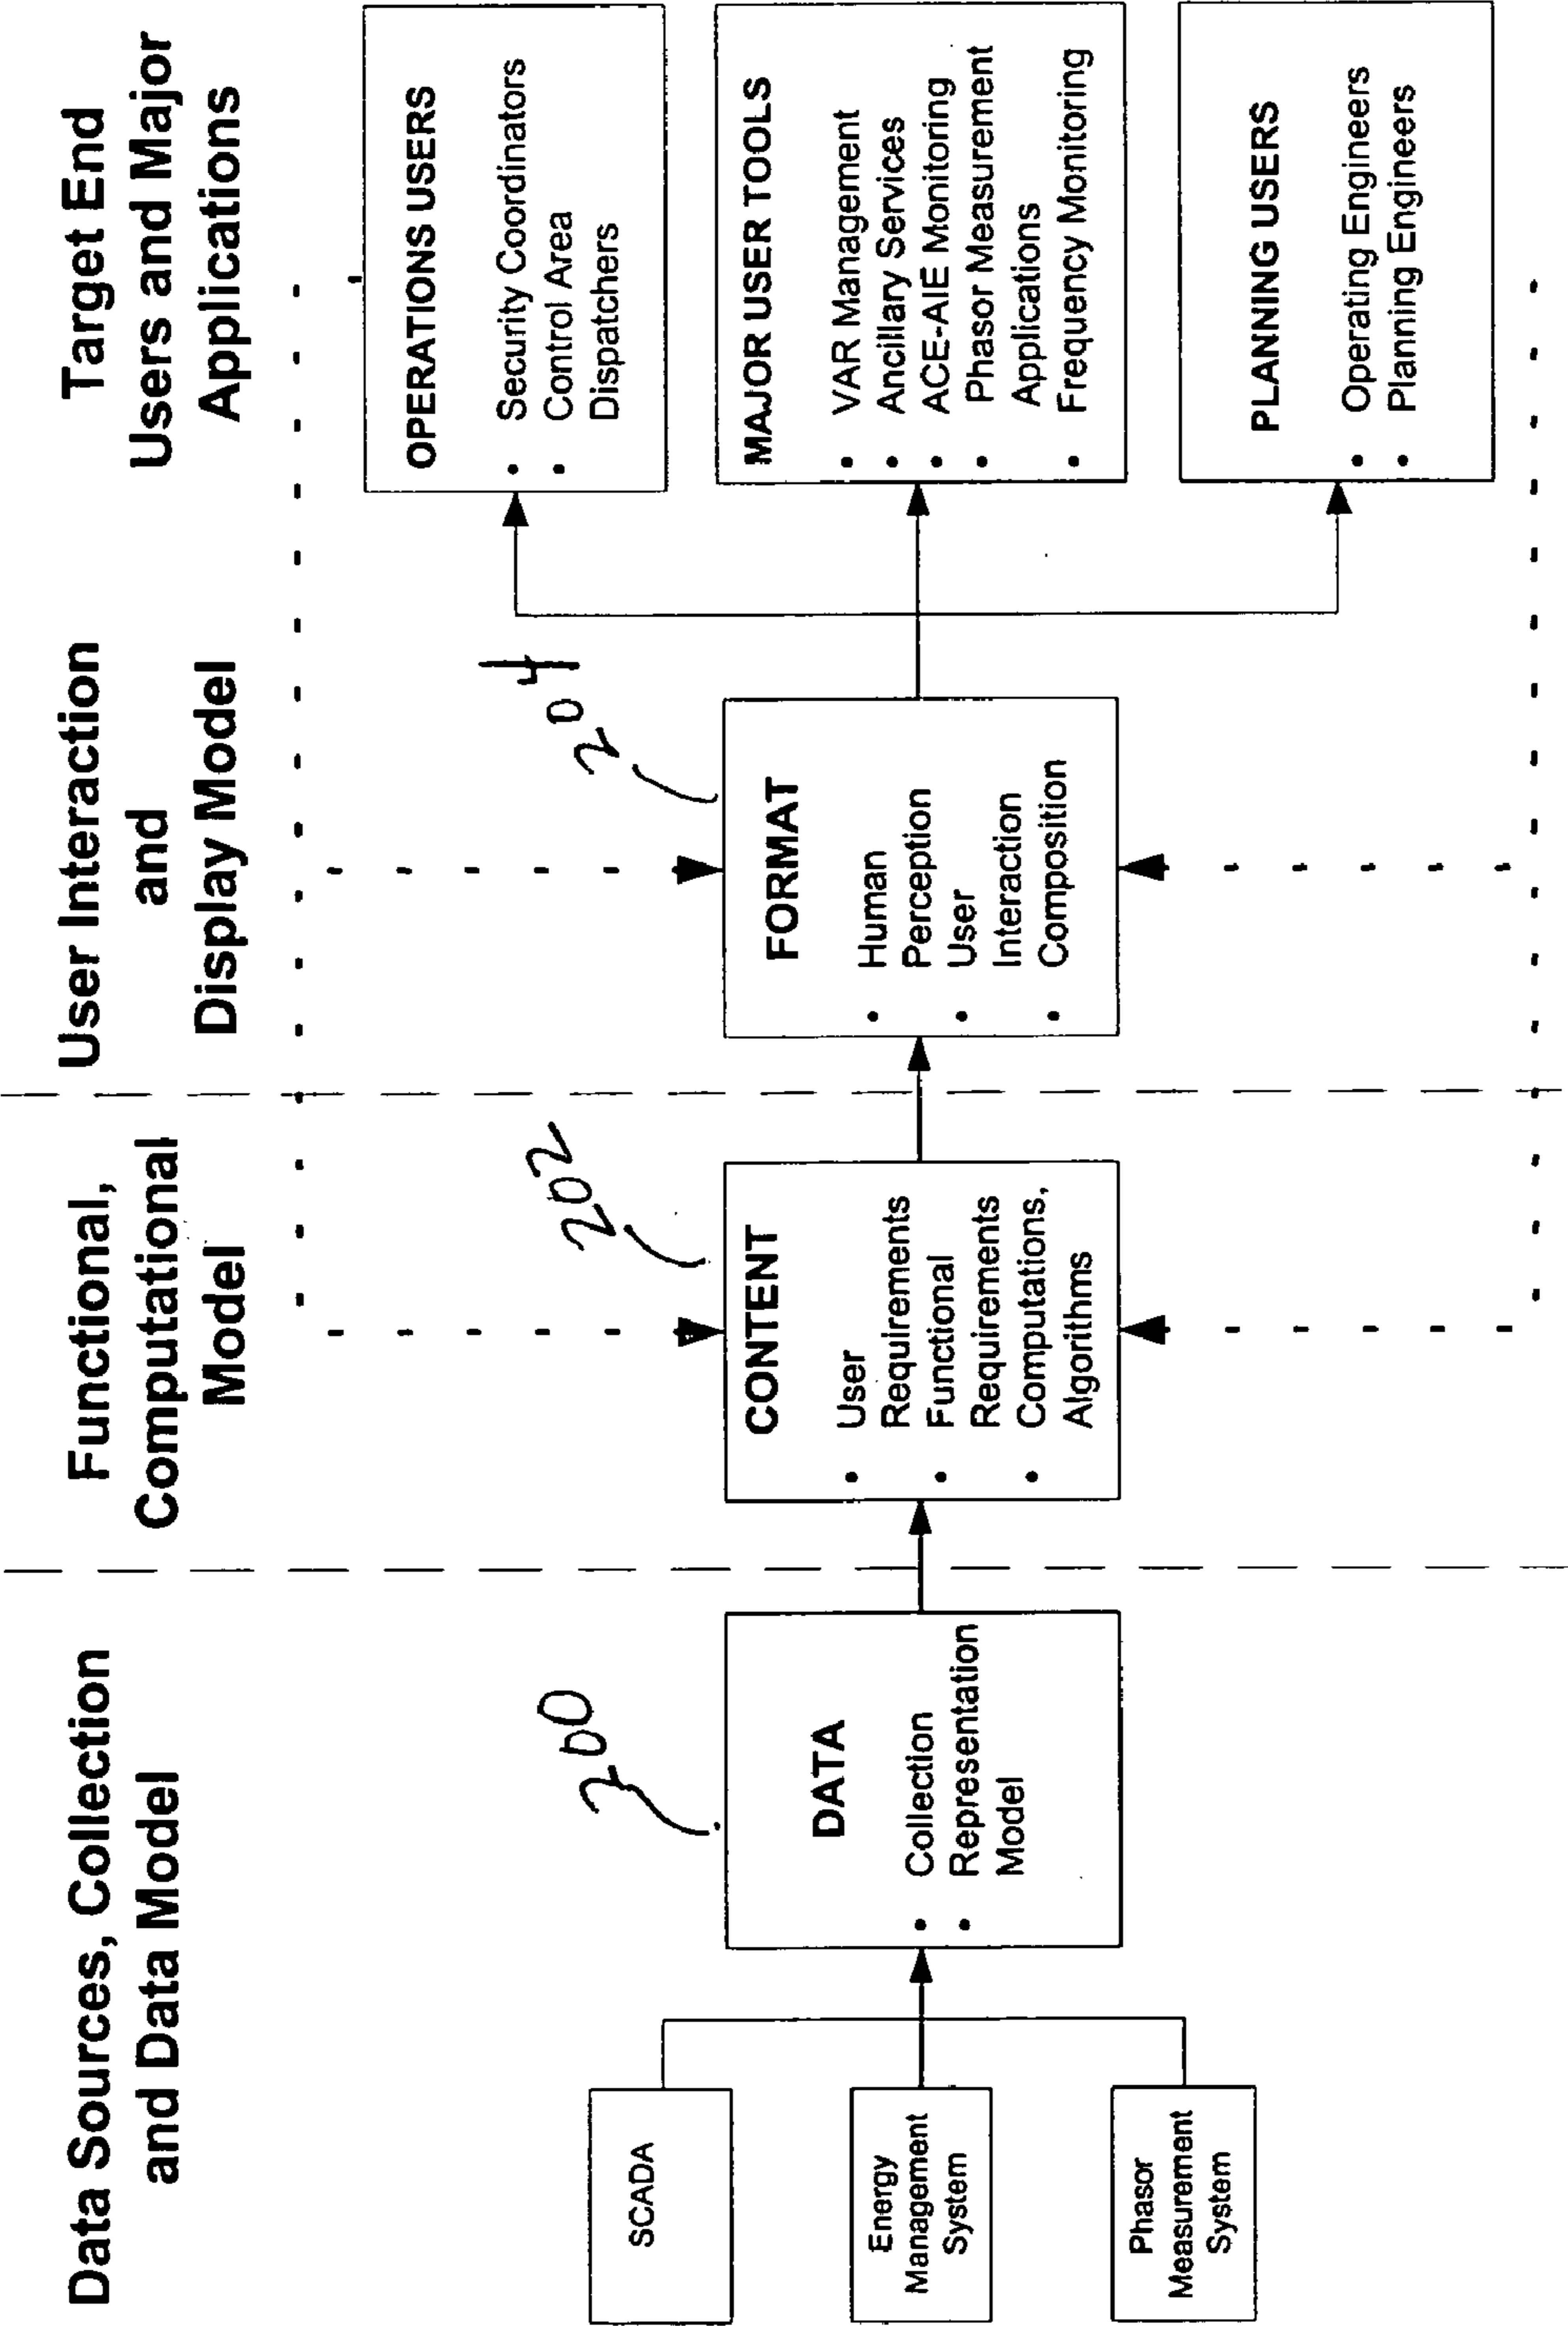 Data Sources, Collection
and Data Model
Functional,
Computational
Model
User Interaction
and
Display Model
Target End
Users and Major
Applications
SCADA
Energy
Management
System
Phasor
Measurement
System
200
DATA
• Collection
• Representation
Model
202
CONTENT
• User
Requirements
• Functional
Requirements
• Computations,
Algorithms
204
FORMAT
• Human
Perception
• User
Interaction
• Composition
OPERATIONS USERS
• Security Coordinators
• Control Area
Dispatchers
MAJOR USER TOOLS
• VAR Management
• Ancillary Services
• ACE-AIE Monitoring
• Phasor Measurement
Applications
• Frequency Monitoring
PLANNING USERS
• Operating Engineers
• Planning Engineers